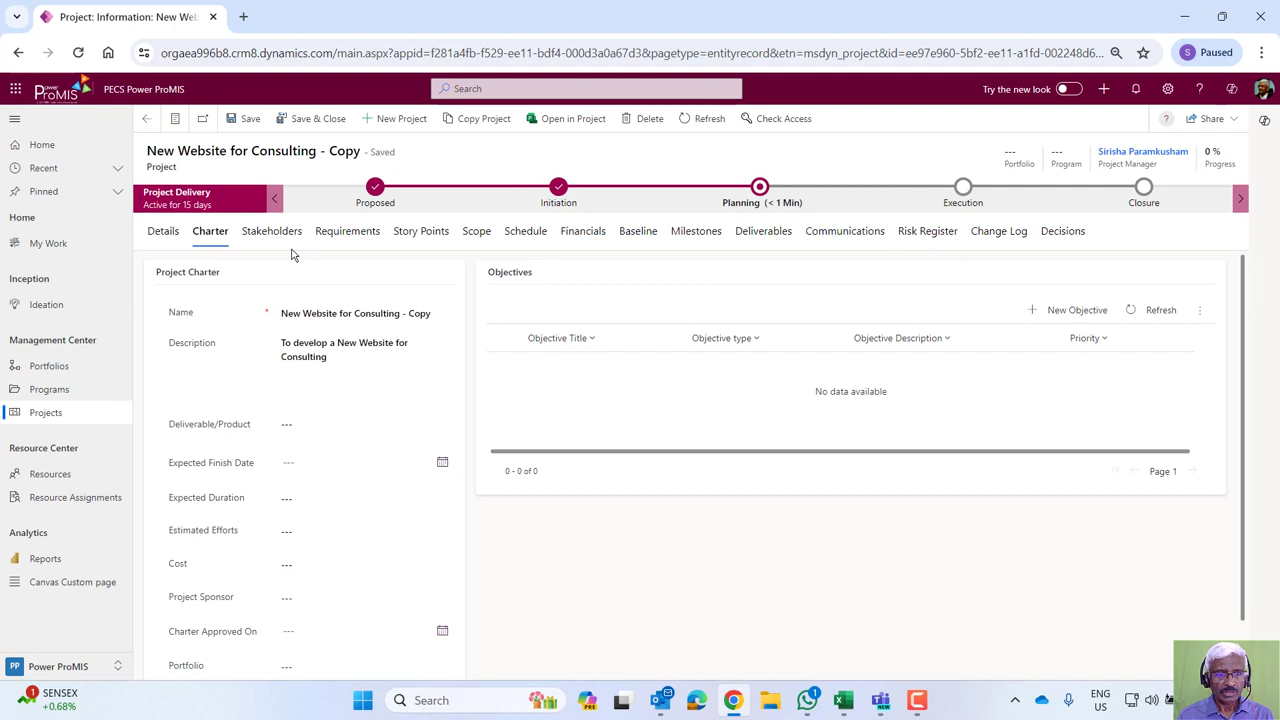 Project: Information: New Web
orgaea996b8.crm8.dynamics.com/main.aspx?appid=f281a4fb-f529-ee11-bdf4-000d3a0a67d3&pagetype=entityrecord&etn=msdyn_project&id=ee97e960-5bf2-ee11-a1fd-002248d6...
S Paused
Power ProMIS
PECS Power ProMIS
Search
Try the new look
Save
Save & Close
New Project
Copy Project
Open in Project
Delete
Refresh
Check Access
Share
New Website for Consulting - Copy - Saved
Project
---
Portfolio
---
Program
Sirisha Paramkusham
Project Manager
0 %
Progress
Project Delivery
Active for 15 days
Proposed
Initiation
Planning (< 1 Min)
Execution
Closure
Details
Charter
Stakeholders
Requirements
Story Points
Scope
Schedule
Financials
Baseline
Milestones
Deliverables
Communications
Risk Register
Change Log
Decisions
Home
Recent
Pinned
Home
My Work
Inception
Ideation
Management Center
Portfolios
Programs
Projects
Resource Center
Resources
Resource Assignments
Analytics
Reports
Canvas Custom page
PP Power ProMIS
Project Charter
Name * New Website for Consulting - Copy
Description To develop a New Website for
Consulting
Deliverable/Product ---
Expected Finish Date ---
Expected Duration ---
Estimated Efforts ---
Cost ---
Project Sponsor ---
Charter Approved On ---
Portfolio ---
Objectives
New Objective
Refresh
Objective Title
Objective type
Objective Description
Priority
No data available
0 - 0 of 0
Page 1
1
SENSEX
+0.68%
Search
1
ENG
US